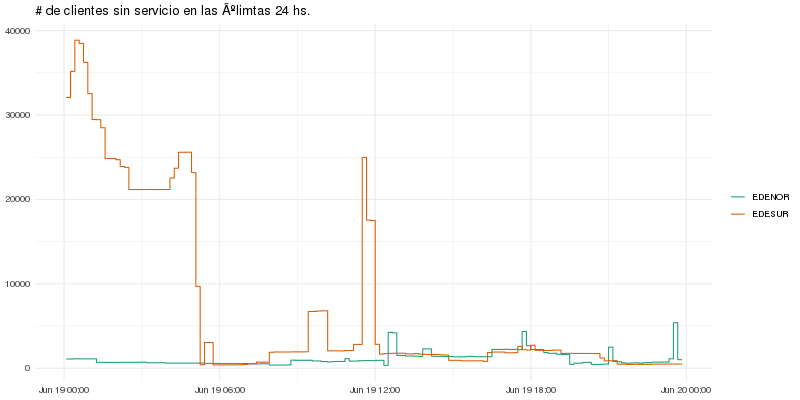 # de clientes sin servicio en las Ãºlimtas 24 hs.
40000
30000
20000
10000
0
Jun 19 00:00
Jun 19 06:00
Jun 19 12:00
Jun 19 18:00
Jun 20 00:00
EDENOR
EDESUR